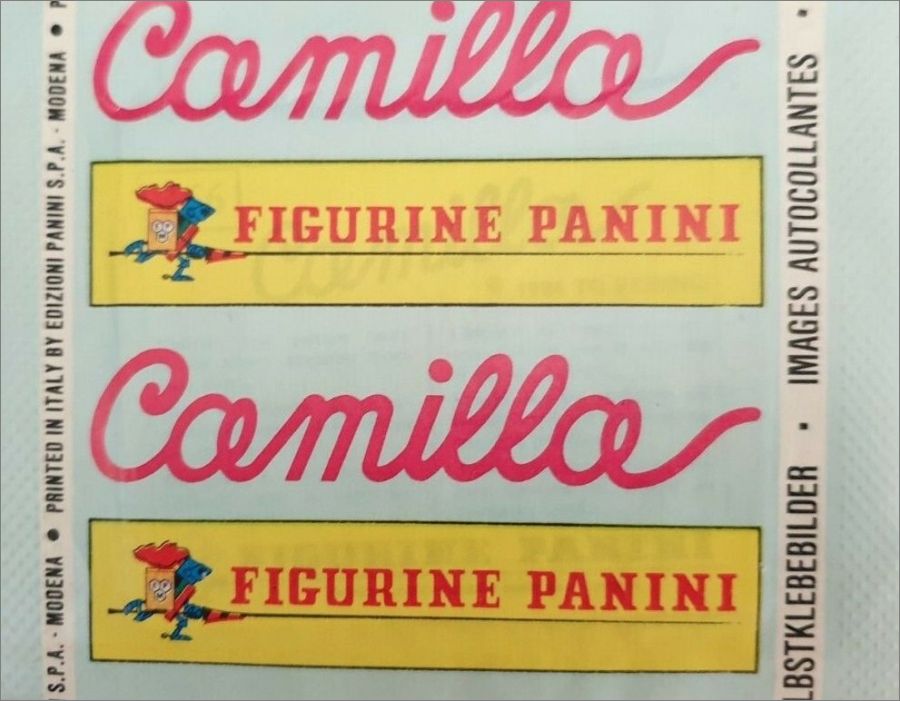 Camilla
FIGURINE PANINI
Camilla
FIGURINE PANINI
S.P.A. - MODENA ● PRINTED IN ITALY BY EDIZIONI PANINI S.P.A. - MODENA ●
LBSTKLEBEBILDER ▪ IMAGES AUTOCOLLANTES ▪